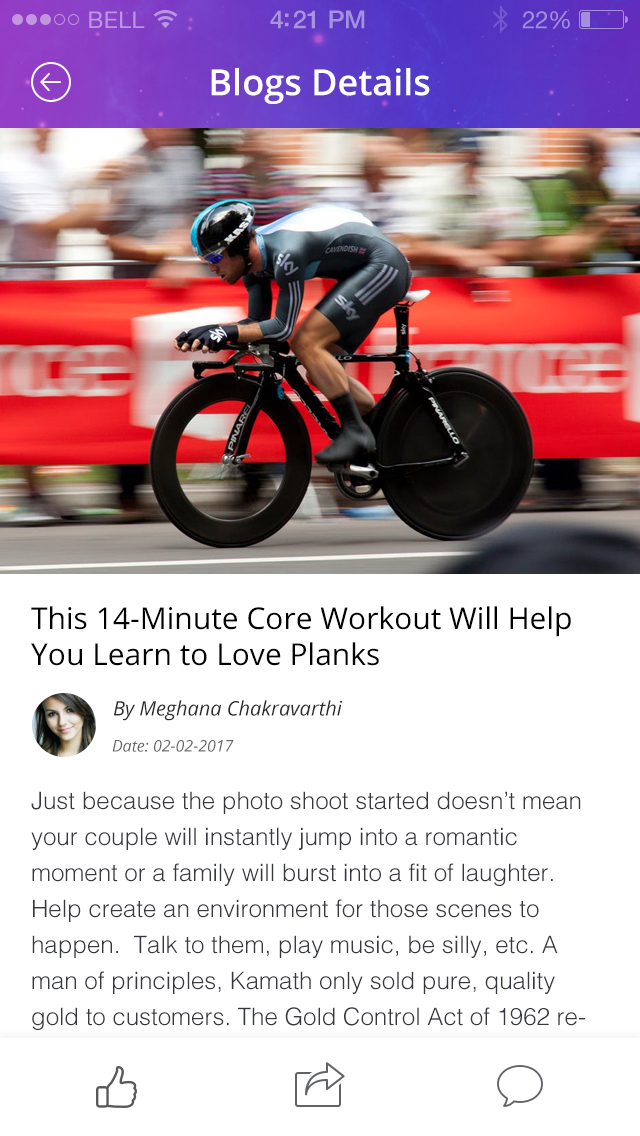 BELL 4:21 PM 22%
Blogs Details
CAVENDISH
sky
sky
sky
sky
PINARELLO
This 14-Minute Core Workout Will Help
You Learn to Love Planks
By Meghana Chakravarthi
Date: 02-02-2017
Just because the photo shoot started doesn’t mean
your couple will instantly jump into a romantic
moment or a family will burst into a fit of laughter.
Help create an environment for those scenes to
happen.  Talk to them, play music, be silly, etc. A
man of principles, Kamath only sold pure, quality
gold to customers. The Gold Control Act of 1962 re-